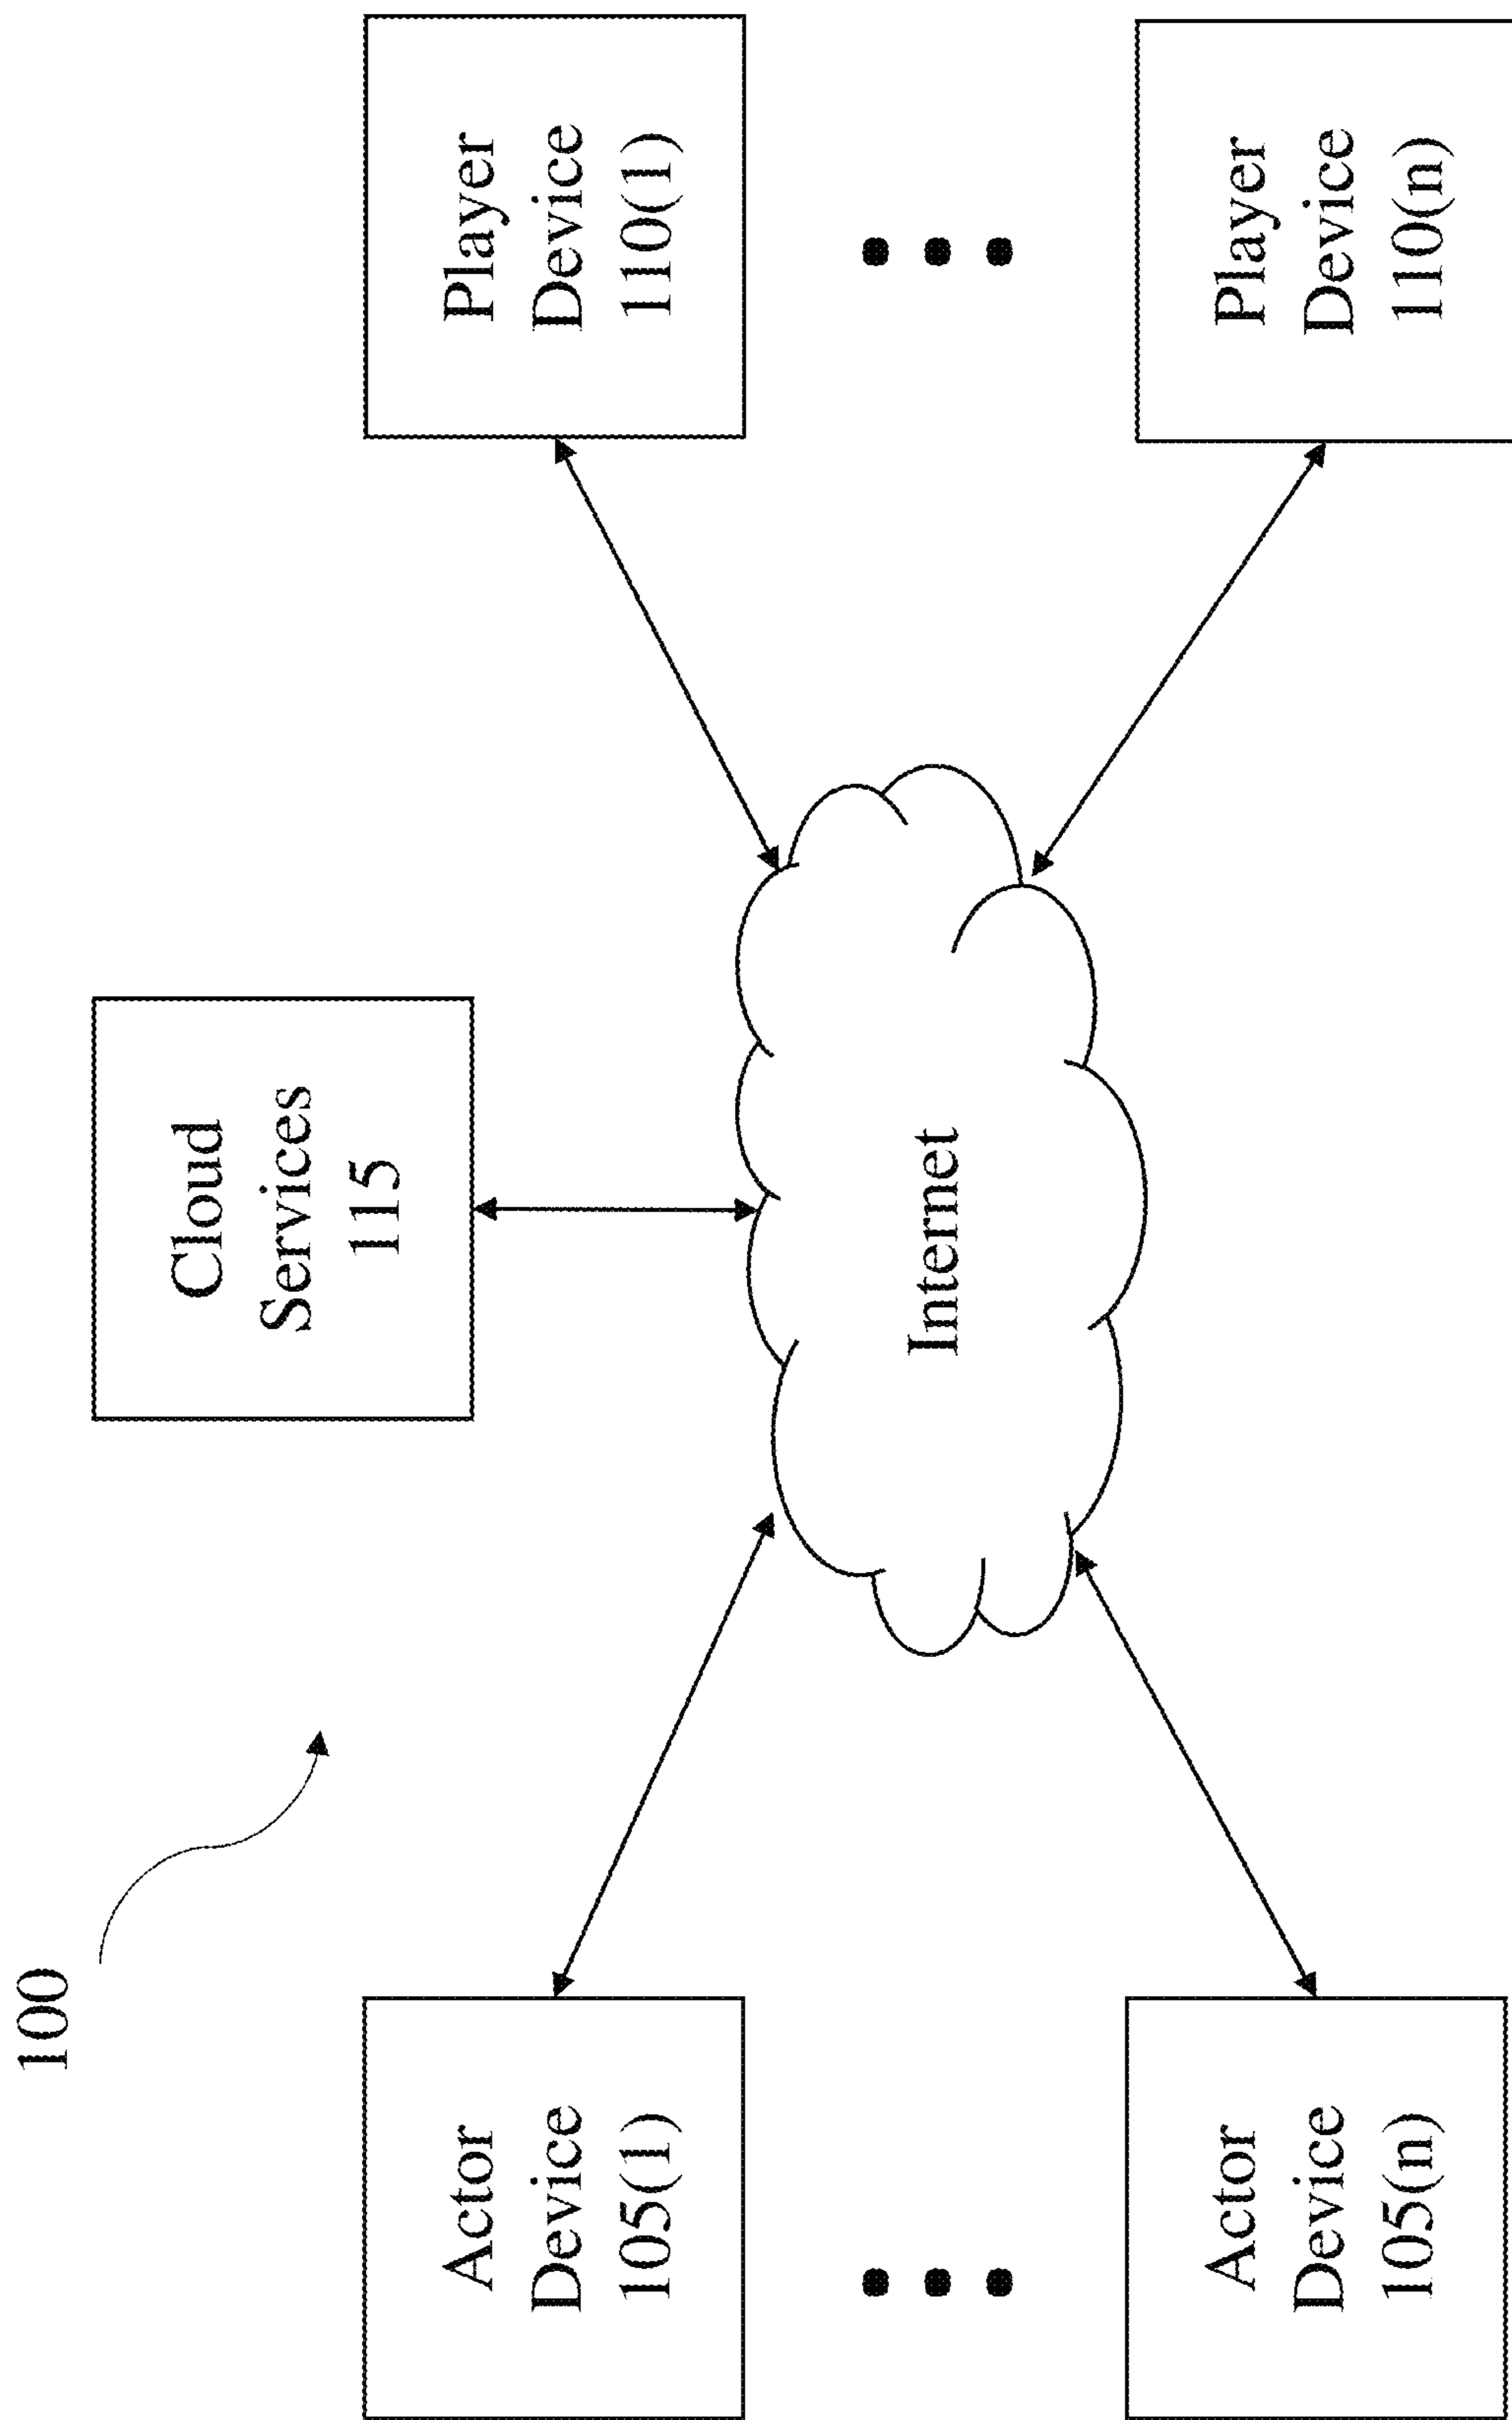 100
Cloud
Services
115
Actor
Device
105(1)
Player
Device
110(1)
Internet
Actor
Device
105(n)
Player
Device
110(n)